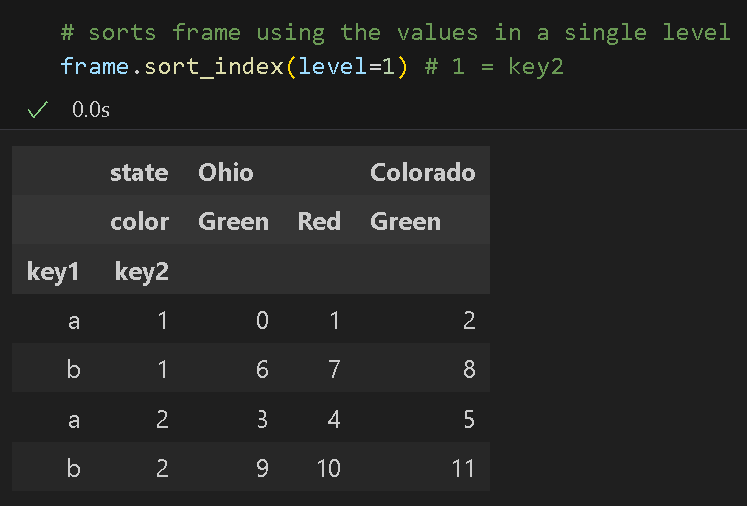 # sorts frame using the values in a single level
frame.sort_index(level=1) # 1 = key2
0.0s
state Ohio Colorado
color Green Red Green
key1 key2
a 1 0 1 2
b 1 6 7 8
a 2 3 4 5
b 2 9 10 11